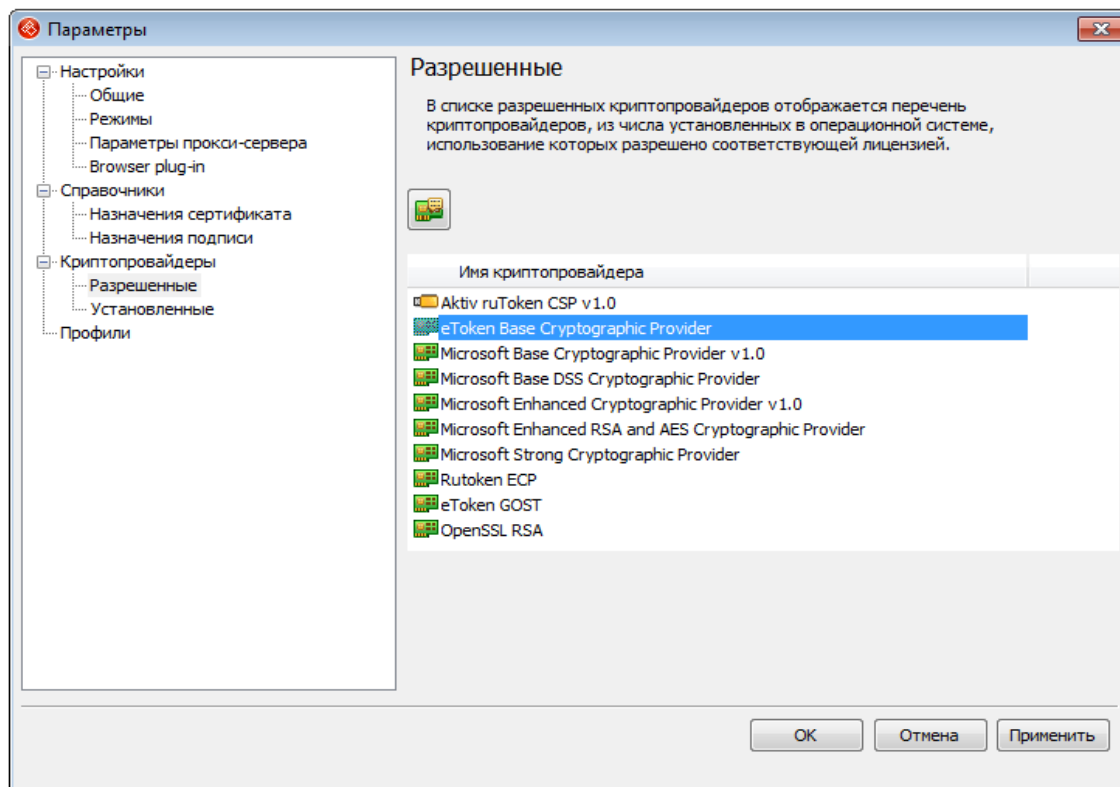 Параметры
Настройки
Общие
Режимы
Параметры прокси-сервера
Browser plug-in
Справочники
Назначения сертификата
Назначения подписи
Криптопровайдеры
Разрешенные
Установленные
Профили
Разрешенные
В списке разрешенных криптопровайдеров отображается перечень
криптопровайдеров, из числа установленных в операционной системе,
использование которых разрешено соответствующей лицензией.
Имя криптопровайдера
Aktiv ruToken CSP v1.0
eToken Base Cryptographic Provider
Microsoft Base Cryptographic Provider v1.0
Microsoft Base DSS Cryptographic Provider
Microsoft Enhanced Cryptographic Provider v1.0
Microsoft Enhanced RSA and AES Cryptographic Provider
Microsoft Strong Cryptographic Provider
Rutoken ECP
eToken GOST
OpenSSL RSA
OK
Отмена
Применить